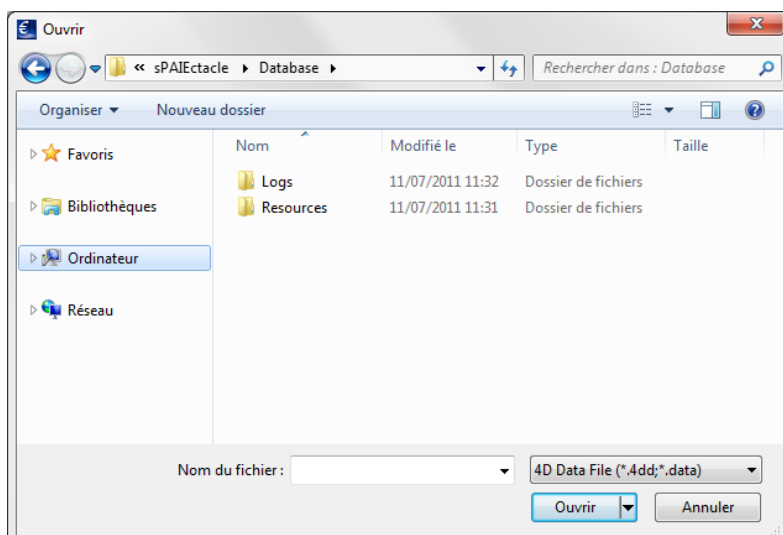 Ouvrir
« sPAIEctacle Database
Rechercher dans : Database
Organiser Nouveau dossier
Nom Modifié le Type Taille
Favoris
Bibliothèques
Ordinateur
Réseau
Logs 11/07/2011 11:32 Dossier de fichiers
Resources 11/07/2011 11:31 Dossier de fichiers
Nom du fichier : 4D Data File (*.4dd;*.data)
Ouvrir Annuler